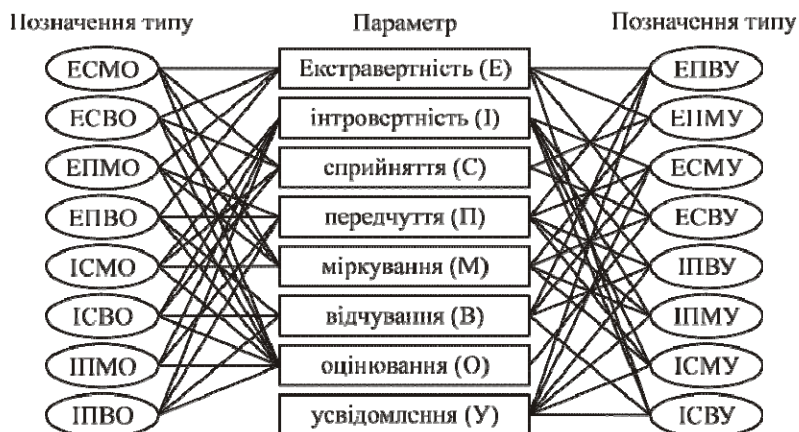 Позначення типу Параметр Позначення типу
ЕСМО Екстравертність (Е) ЕПВУ
ЕСВО інтровертність (І) ЕПМУ
ЕПМО сприйняття (С) ЕСМУ
ЕПВО передчуття (П) ЕСВУ
ІСМО міркування (М) ІПВУ
ІСВО відчування (В) ІПМУ
ІПМО оцінювання (О) ІСМУ
ІПВО усвідомлення (У) ІСВУ